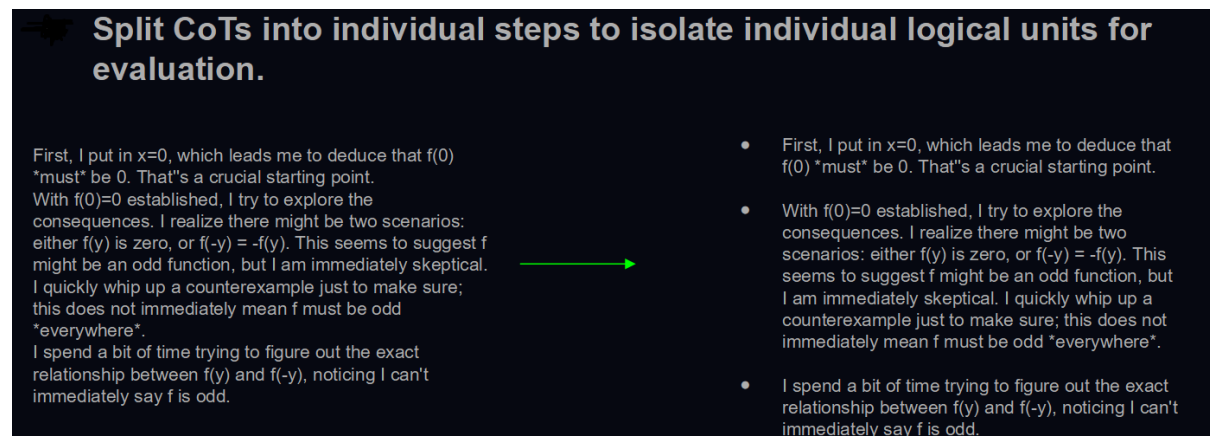 Split CoTs into individual steps to isolate individual logical units for
evaluation.
First, I put in x=0, which leads me to deduce that f(0)
*must* be 0. That"s a crucial starting point.
With f(0)=0 established, I try to explore the
consequences. I realize there might be two scenarios:
either f(y) is zero, or f(-y) = -f(y). This seems to suggest f
might be an odd function, but I am immediately skeptical.
I quickly whip up a counterexample just to make sure;
this does not immediately mean f must be odd
*everywhere*.
I spend a bit of time trying to figure out the exact
relationship between f(y) and f(-y), noticing I can't
immediately say f is odd.
● First, I put in x=0, which leads me to deduce that
f(0) *must* be 0. That"s a crucial starting point.
● With f(0)=0 established, I try to explore the
consequences. I realize there might be two
scenarios: either f(y) is zero, or f(-y) = -f(y). This
seems to suggest f might be an odd function, but
I am immediately skeptical. I quickly whip up a
counterexample just to make sure; this does not
immediately mean f must be odd *everywhere*.
● I spend a bit of time trying to figure out the exact
relationship between f(y) and f(-y), noticing I can't
immediately say f is odd.